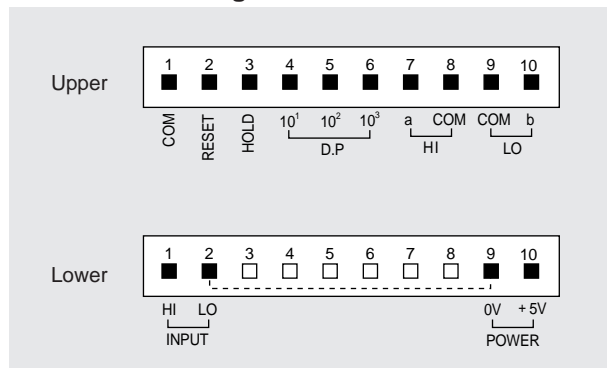 Upper
1 2 3 4 5 6 7 8 9 10
COM RESET HOLD 10¹ 10² 10³ a COM COM b
D.P HI LO
Lower
1 2 3 4 5 6 7 8 9 10
HI LO 0V +5V
INPUT POWER